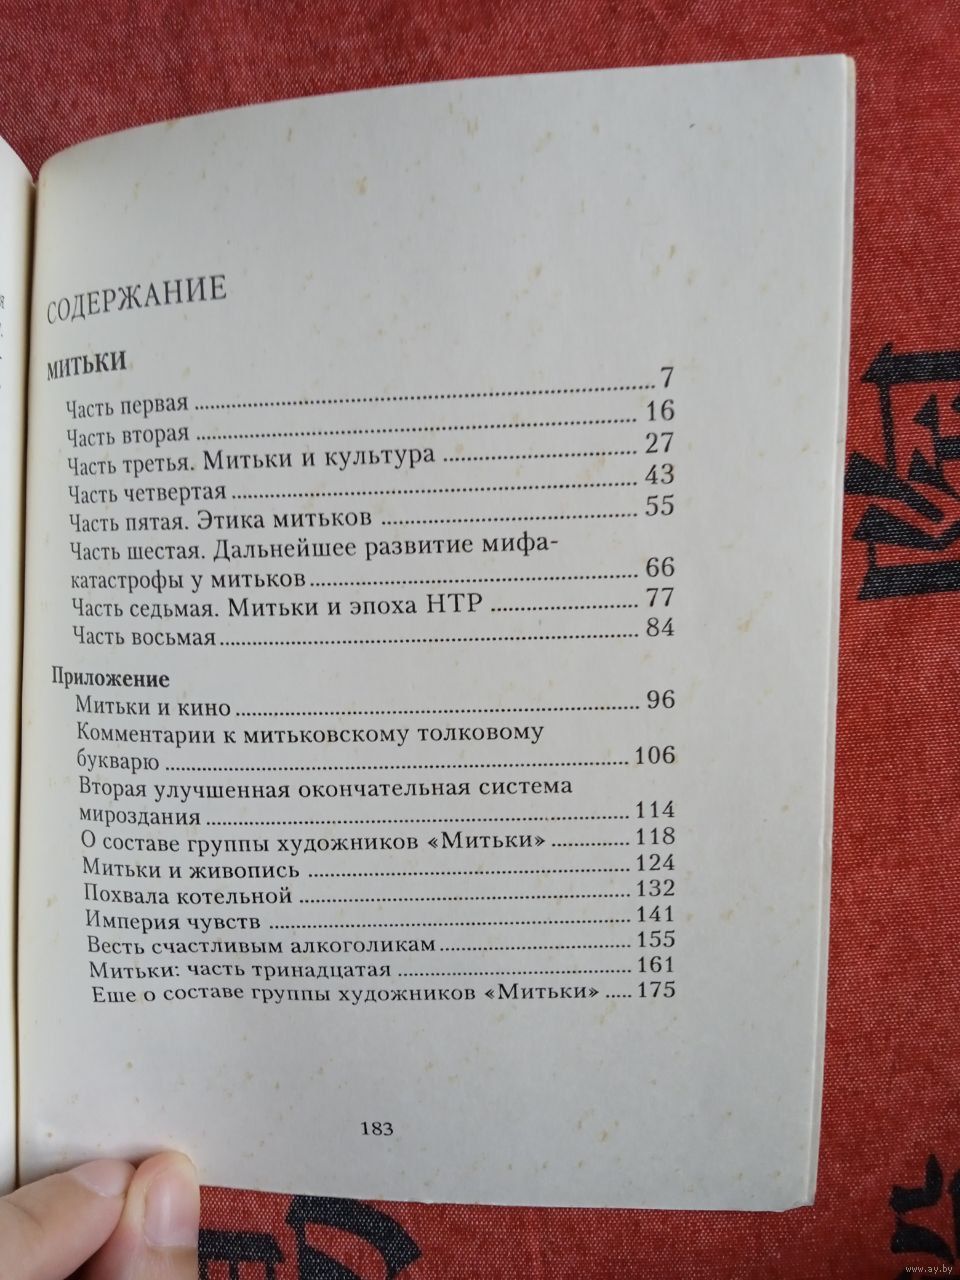 СОДЕРЖАНИЕ
МИТЬКИ
Часть первая ........ 7
Часть вторая ........ 16
Часть третья. Митьки и культура ........ 27
Часть четвертая ........ 43
Часть пятая. Этика митьков ........ 55
Часть шестая. Дальнейшее развитие мифа-
катастрофы у митьков ........ 66
Часть седьмая. Митьки и эпоха НТР ........ 77
Часть восьмая ........ 84
Приложение
Митьки и кино ........ 96
Комментарии к митьковскому толковому
букварю ........ 106
Вторая улучшенная окончательная система
мироздания ........ 114
О составе группы художников «Митьки» ........ 118
Митьки и живопись ........ 124
Похвала котельной ........ 132
Империя чувств ........ 141
Весть счастливым алкоголикам ........ 155
Митьки: часть тринадцатая ........ 161
Еше о составе группы художников «Митьки» ..... 175
183
www.ay.by